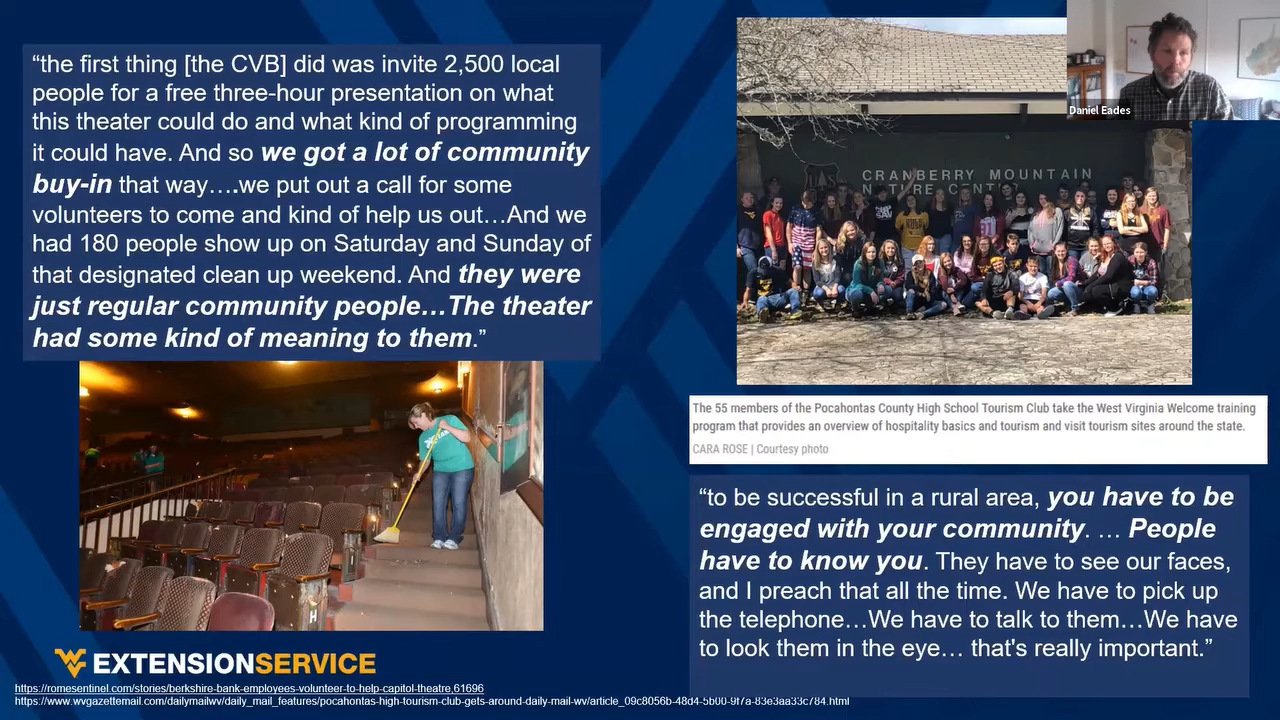 “the first thing [the CVB] did was invite 2,500 local
people for a free three-hour presentation on what
this theater could do and what kind of programming
it could have. And so we got a lot of community
buy-in that way….we put out a call for some
volunteers to come and kind of help us out…And we
had 180 people show up on Saturday and Sunday of
that designated clean up weekend. And they were
just regular community people…The theater
had some kind of meaning to them.”
H
EXTENSIONSERVICE
https://romesentinel.com/stories/berkshire-bank-employees-volunteer-to-help-capitol-theatre,61696
https://www.wvgazettemail.com/dailymailwv/daily_mail_features/pocahontas-high-tourism-club-gets-around-daily-mail-wv/article_09c8056b-48d4-5b00-9f7a-83e3aa33c784.html
Daniel Eades
CRANBERRY MOUNTAIN
NATURE CENTER
The 55 members of the Pocahontas County High School Tourism Club take the West Virginia Welcome training
program that provides an overview of hospitality basics and tourism and visit tourism sites around the state.
CARA ROSE | Courtesy photo
“to be successful in a rural area, you have to be
engaged with your community. … People
have to know you. They have to see our faces,
and I preach that all the time. We have to pick up
the telephone…We have to talk to them…We have
to look them in the eye… that's really important.”